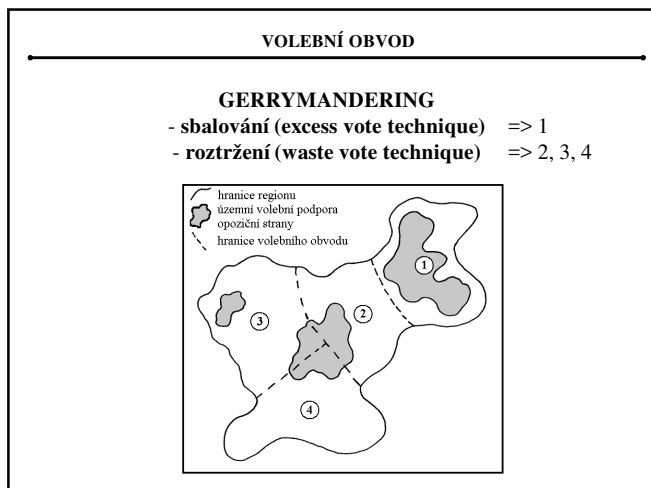 VOLEBNÍ OBVOD
GERRYMANDERING
- sbalování (excess vote technique) => 1
- roztržení (waste vote technique) => 2, 3, 4
hranice regionu
územní volební podpora
opoziční strany
hranice volebního obvodu
1
2
3
4